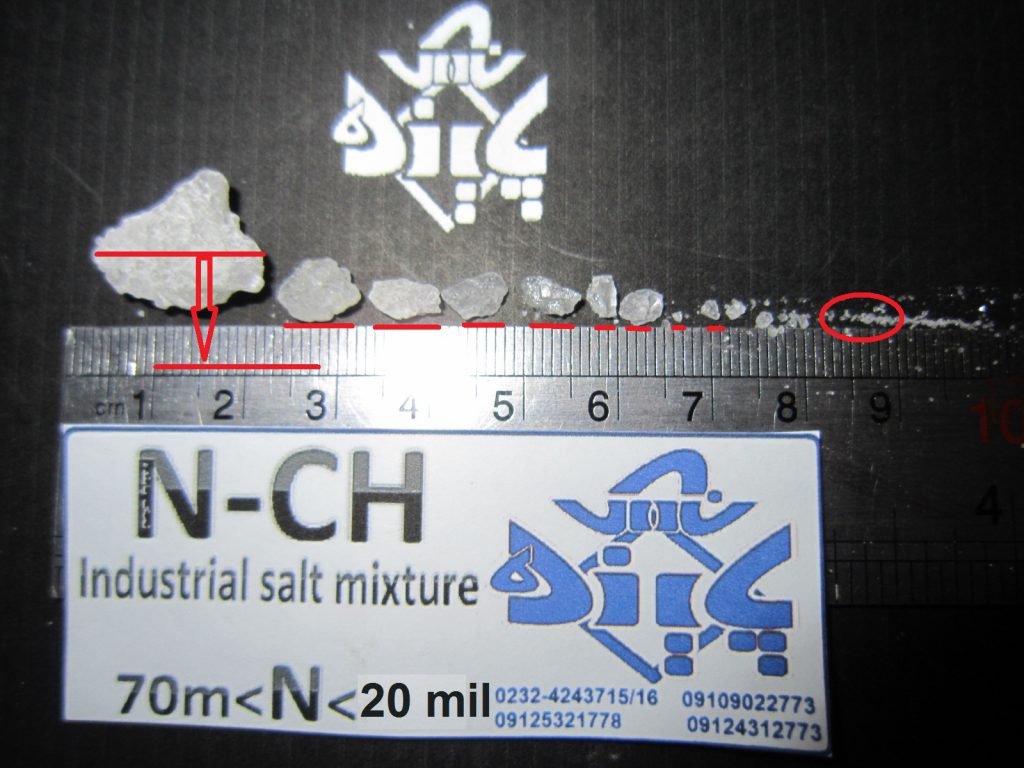 cm 1 2 3 4 5 6 7 8 9 10
4
N-CH
Industrial salt mixture
70m<N<20 mil
0232-4243715/16 09109022773
09125321778 09124312773